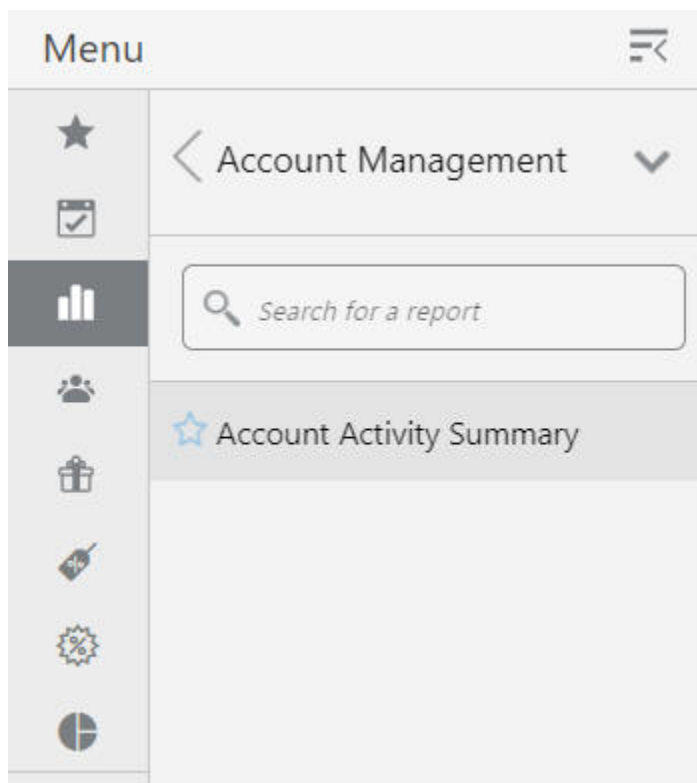 Menu
Account Management
Search for a report
Account Activity Summary